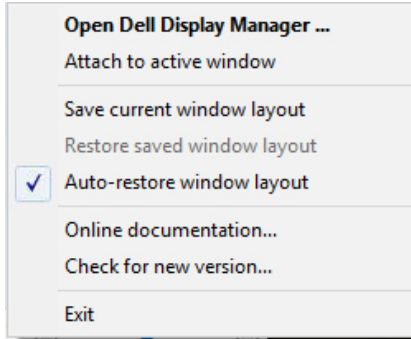 Open Dell Display Manager ...
Attach to active window
Save current window layout
Restore saved window layout
Auto-restore window layout
Online documentation...
Check for new version...
Exit